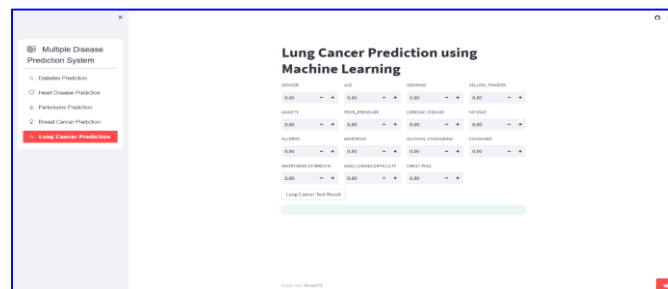 ×
Multiple Disease
Prediction System
Diabetes Prediction
Heart Disease Prediction
Parkinsons Prediction
Breast Cancer Prediction
Lung Cancer Prediction
Lung Cancer Prediction using
Machine Learning
GENDER AGE SMOKING YELLOW_FINGERS
0.00 - + 0.00 - + 0.00 - + 0.00 - +
ANXIETY PEER_PRESSURE CHRONIC DISEASE FATIGUE
0.00 - + 0.00 - + 0.00 - + 0.00 - +
ALLERGY WHEEZING ALCOHOL CONSUMING COUGHING
0.00 - + 0.00 - + 0.00 - + 0.00 - +
SHORTNESS OF BREATH SWALLOWING DIFFICULTY CHEST PAIN
0.00 - + 0.00 - + 0.00 - +
Lung Cancer Test Result
Made with Streamlit